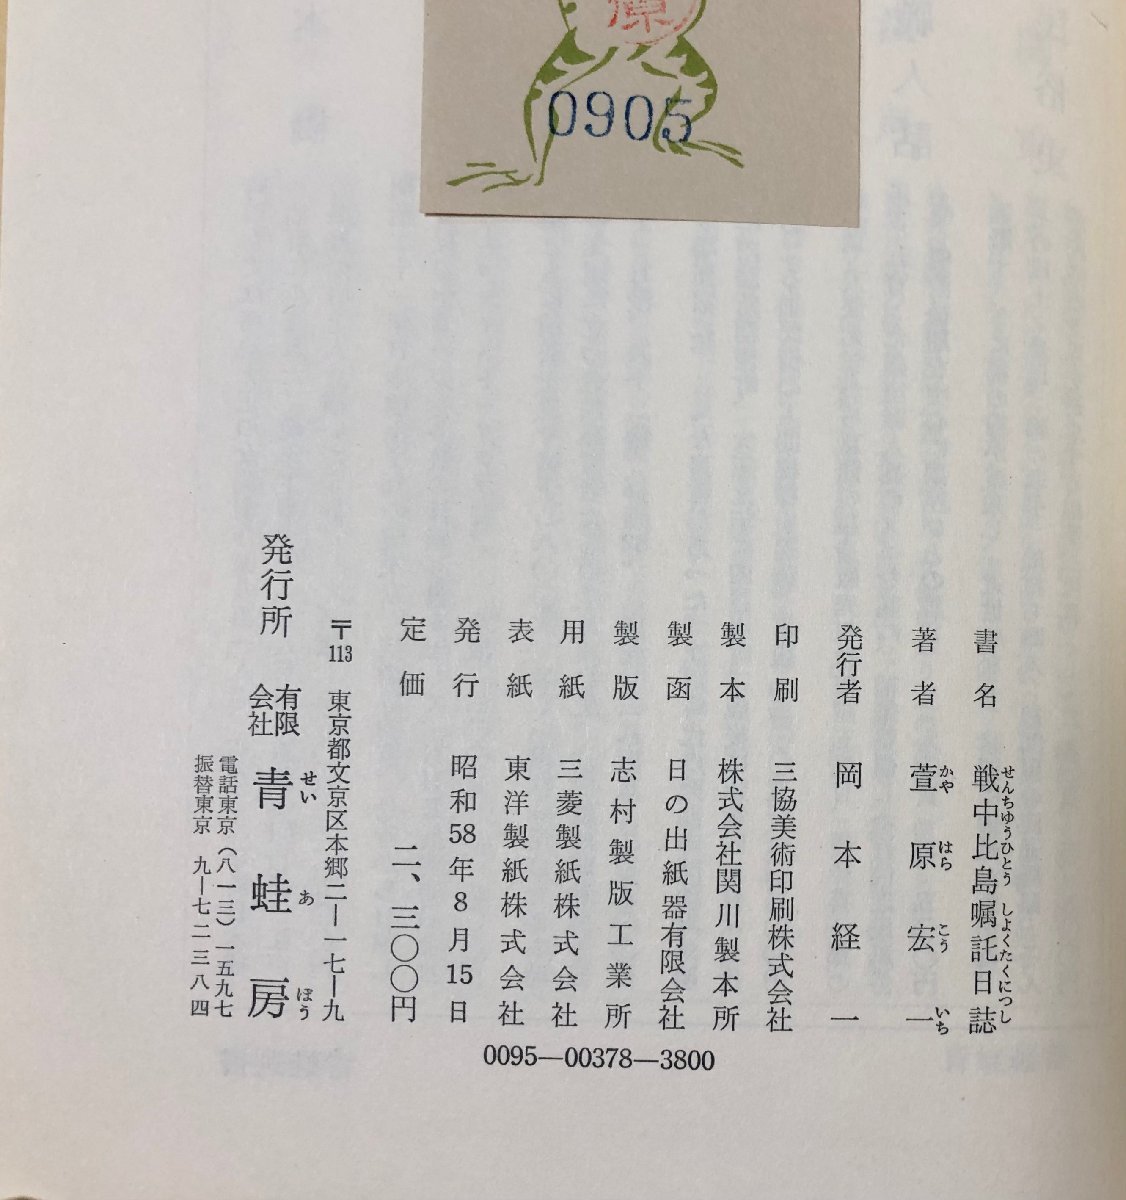 0905
書名 戦中比島嘱託日誌
せんちゆうひとう しよくたくにつし
著者 萱原宏一
かや はら こう いち
発行者 岡本経一
印刷 三協美術印刷株式会社
製本 株式会社関川製本所
製函 日の出紙器有限会社
製版 志村製版工業所
用紙 三菱製紙株式会社
表紙 東洋製紙株式会社
発行 昭和58年8月15日
定価 二、三〇〇円
〒113 東京都文京区本郷二ー一七ー九
発行所 有限会社 青蛙房
せい あ ぼう
電話東京(八一三)一五九七
振替東京 九ー七二三八四
0095—00378—3800